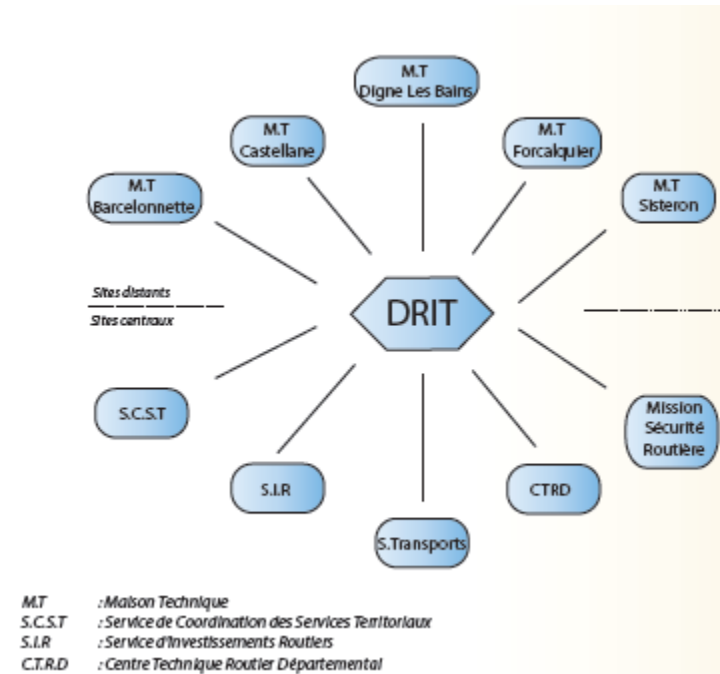 M.T
Digne Les Bains
M.T
Castellane
M.T
Forcalquier
M.T
Barcelonnette
M.T
Sisteron
Sites distants
Sites centraux
DRIT
S.C.S.T
Mission
Sécurité
Routière
S.I.R
CTRD
S.Transports
M.T : Maison Technique
S.C.S.T : Service de Coordination des Services Territoriaux
S.I.R : Service d'Investissements Routiers
C.T.R.D : Centre Technique Routier Départemental